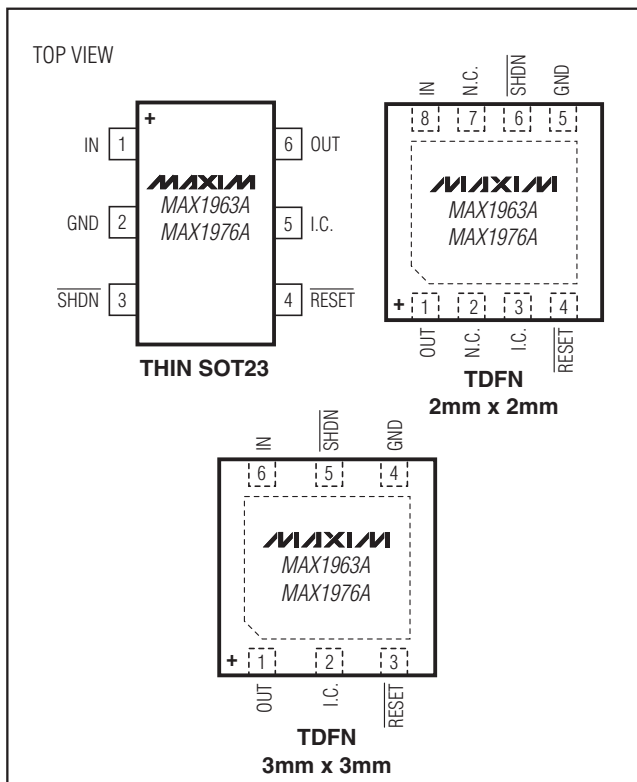 TOP VIEW
+
IN 1
6 OUT
MAXIM
MAX1963A
MAX1976A
GND 2
5 I.C.
SHDN 3
4 RESET
THIN SOT23
IN N.C. SHDN GND
8 7 6 5
MAXIM
MAX1963A
MAX1976A
+ 1 2 3 4
OUT N.C. I.C. RESET
TDFN
2mm x 2mm
IN SHDN GND
6 5 4
MAXIM
MAX1963A
MAX1976A
+ 1 2 3
OUT I.C. RESET
TDFN
3mm x 3mm